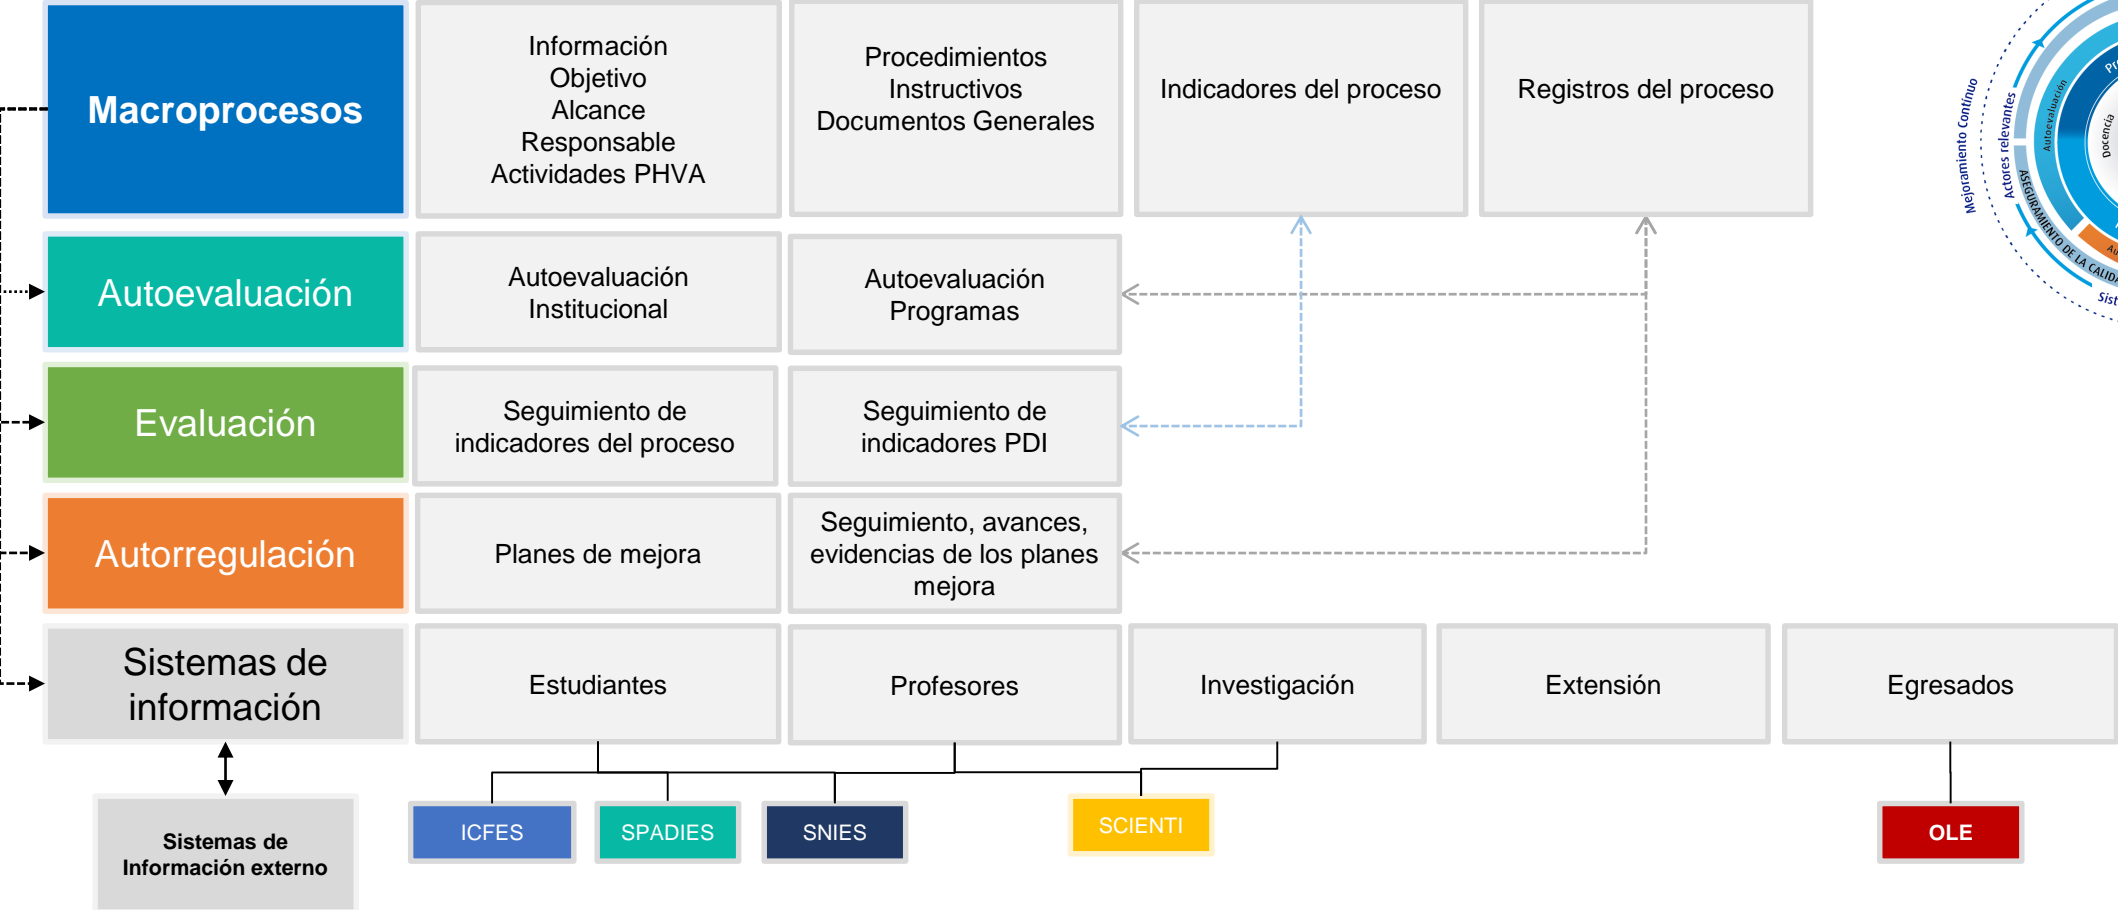 Macroprocesos
Información
Objetivo
Alcance
Responsable
Actividades PHVA
Procedimientos
Instructivos
Documentos Generales
Indicadores del proceso
Registros del proceso
Mejoramiento Continuo
Actores relevantes
Autoevaluación
Docencia
ASEGURAMIENTO DE LA
Autoevaluación
Autoevaluación
Institucional
Autoevaluación
Programas
Evaluación
Seguimiento de
indicadores del proceso
Seguimiento de
indicadores PDI
Autorregulación
Planes de mejora
Seguimiento, avances,
evidencias de los planes
mejora
Sistemas de
información
Estudiantes
Profesores
Investigación
Extensión
Egresados
Sistemas de
Información externo
ICFES
SPADIES
SNIES
SCIENTI
OLE